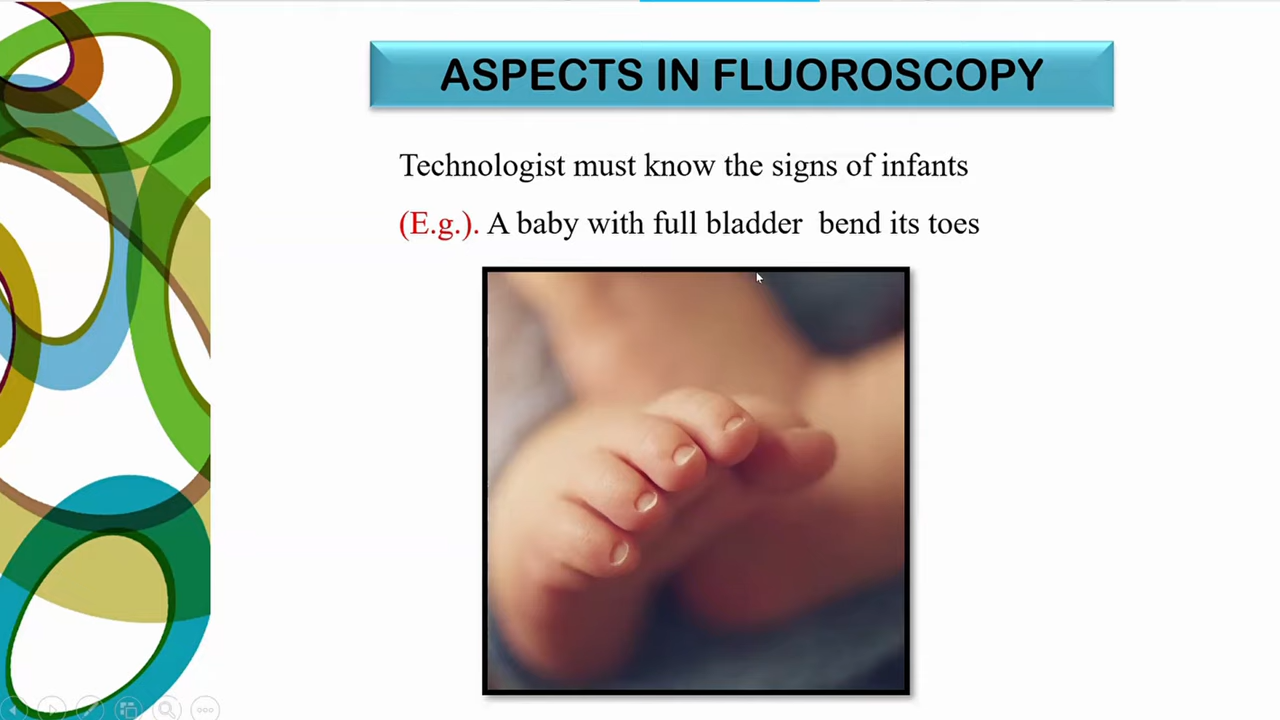 ASPECTS IN FLUOROSCOPY
Technologist must know the signs of infants
(E.g.). A baby with full bladder bend its toes